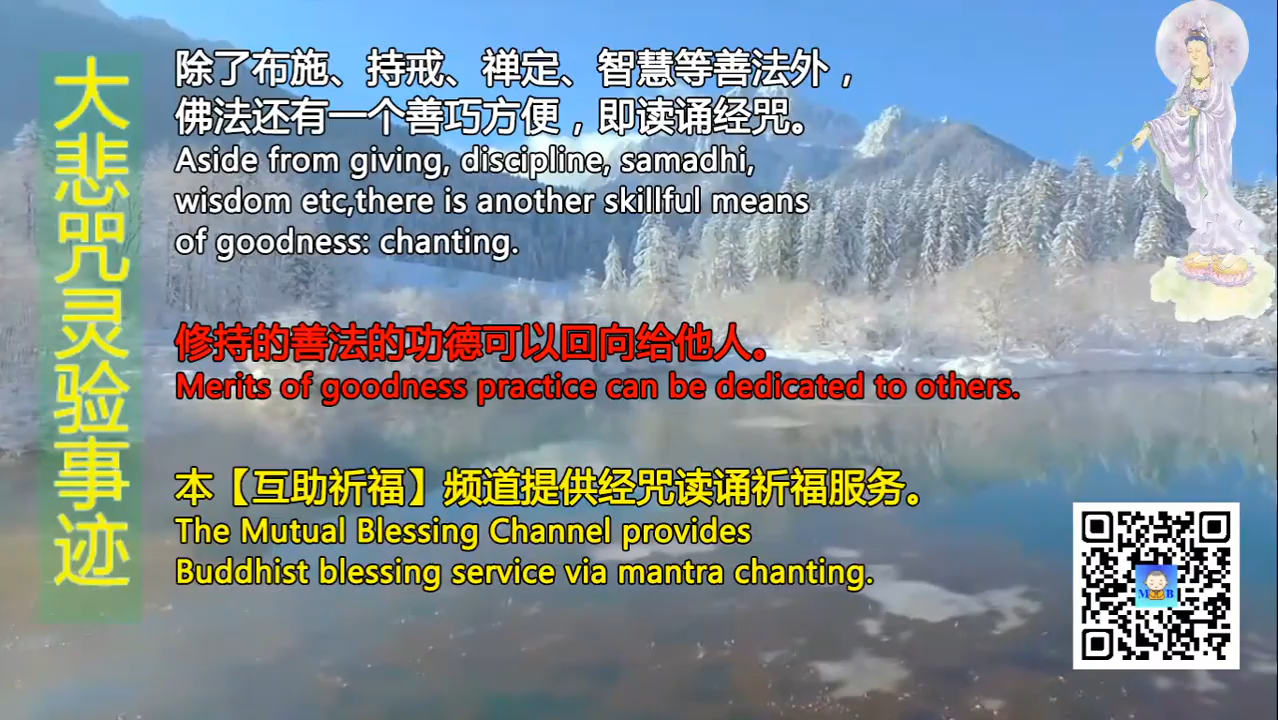 大悲咒灵验事迹
除了布施、持戒、禅定、智慧等善法外，
佛法还有一个善巧方便，即读诵经咒。
Aside from giving, discipline, samadhi,
wisdom etc,there is another skillful means
of goodness: chanting.
修持的善法的功德可以回向给他人。
Merits of goodness practice can be dedicated to others.
本【互助祈福】频道提供经咒读诵祈福服务。
The Mutual Blessing Channel provides
Buddhist blessing service via mantra chanting.
M B